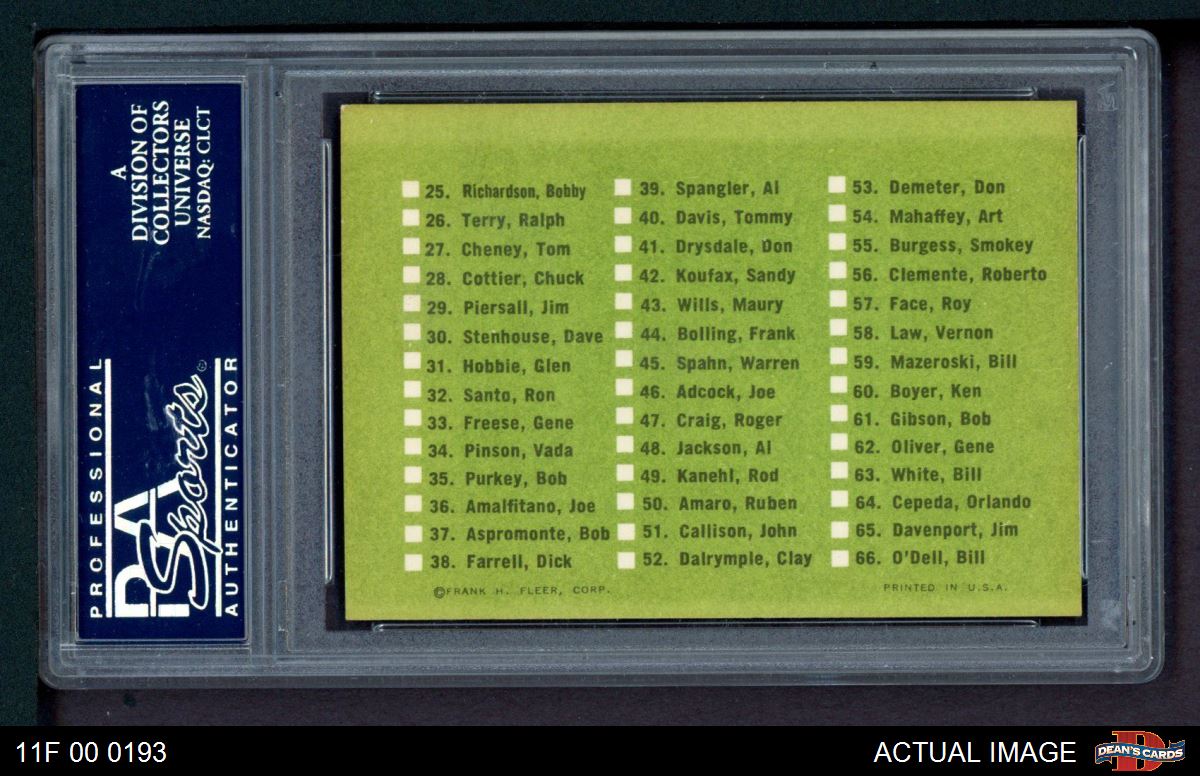 A
DIVISION OF
COLLECTORS
UNIVERSE
NASDAQ: CLCT
PROFESSIONAL
PSA
Sports
AUTHENTICATOR
25. Richardson, Bobby
26. Terry, Ralph
27. Cheney, Tom
28. Cottier, Chuck
29. Piersall, Jim
30. Stenhouse, Dave
31. Hobbie, Glen
32. Santo, Ron
33. Freese, Gene
34. Pinson, Vada
35. Purkey, Bob
36. Amalfitano, Joe
37. Aspromonte, Bob
38. Farrell, Dick
39. Spangler, Al
40. Davis, Tommy
41. Drysdale, Don
42. Koufax, Sandy
43. Wills, Maury
44. Bolling, Frank
45. Spahn, Warren
46. Adcock, Joe
47. Craig, Roger
48. Jackson, Al
49. Kanehl, Rod
50. Amaro, Ruben
51. Callison, John
52. Dalrymple, Clay
53. Demeter, Don
54. Mahaffey, Art
55. Burgess, Smokey
56. Clemente, Roberto
57. Face, Roy
58. Law, Vernon
59. Mazeroski, Bill
60. Boyer, Ken
61. Gibson, Bob
62. Oliver, Gene
63. White, Bill
64. Cepeda, Orlando
65. Davenport, Jim
66. O'Dell, Bill
©FRANK H. FLEER, CORP.
PRINTED IN U.S.A.
11F 00 0193
ACTUAL IMAGE
DEAN'S CARDS